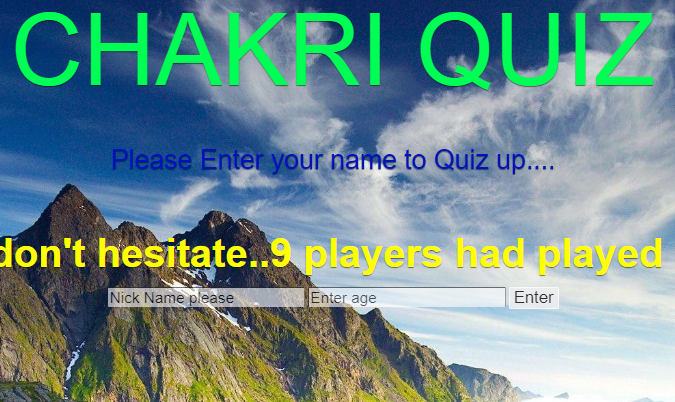 CHAKRI QUIZ
Please Enter your name to Quiz up....
don't hesitate..9 players had played
Nick Name please Enter age Enter